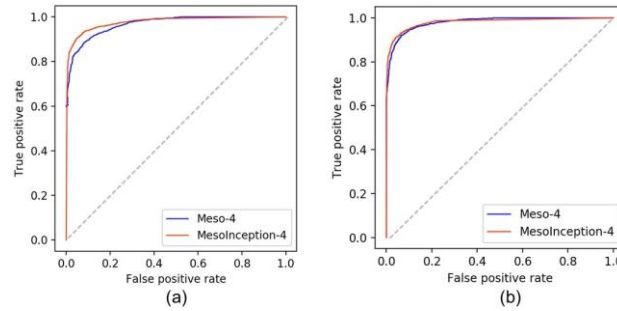 1.0
0.8
0.6
0.4
0.2
0.0
True positive rate
Meso-4
MesoInception-4
0.0 0.2 0.4 0.6 0.8 1.0
False positive rate
(a)
1.0
0.8
0.6
0.4
0.2
0.0
True positive rate
Meso-4
MesoInception-4
0.0 0.2 0.4 0.6 0.8 1.0
False positive rate
(b)